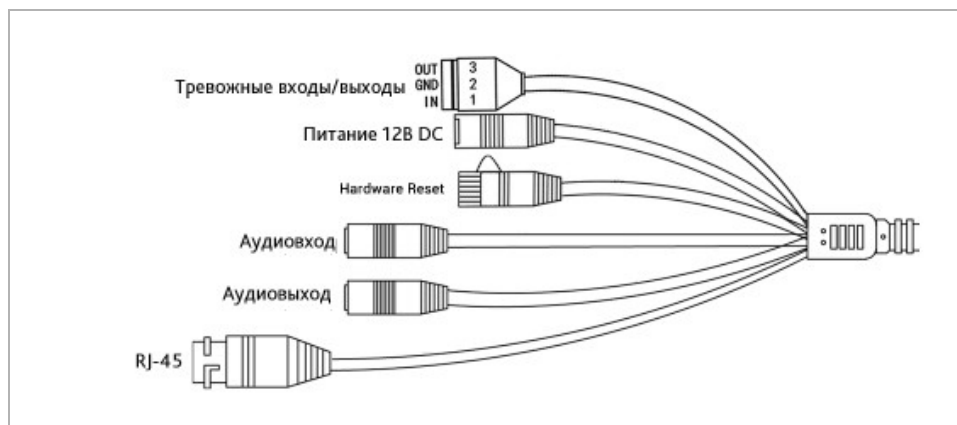 OUT 3
Тревожные входы/выходы GND 2
IN 1
Питание 12В DC
Hardware Reset
Аудиовход
Аудиовыход
RJ-45